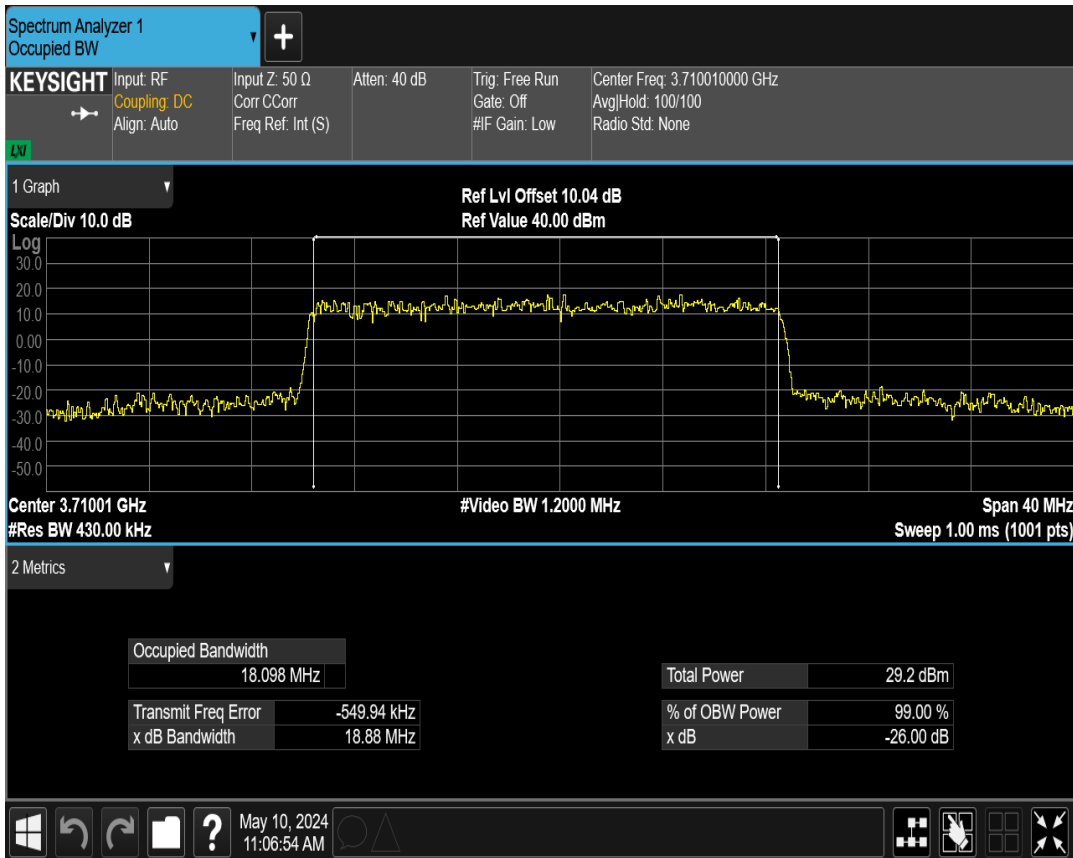 Spectrum Analyzer 1
Occupied BW
KEYSIGHT
LXI
Input: RF
Coupling: DC
Align: Auto
Input Z: 50 Ω
Corr CCorr
Freq Ref: Int (S)
Atten: 40 dB
Trig: Free Run
Gate: Off
#IF Gain: Low
Center Freq: 3.710010000 GHz
Avg|Hold: 100/100
Radio Std: None
1 Graph
Ref Lvl Offset 10.04 dB
Scale/Div 10.0 dB
Ref Value 40.00 dBm
Log
30.0
20.0
10.0
0.00
-10.0
-20.0
-30.0
-40.0
-50.0
Center 3.71001 GHz
#Video BW 1.2000 MHz
Span 40 MHz
#Res BW 430.00 kHz
Sweep 1.00 ms (1001 pts)
2 Metrics
Occupied Bandwidth
18.098 MHz
Total Power 29.2 dBm
Transmit Freq Error -549.94 kHz
% of OBW Power 99.00 %
x dB Bandwidth 18.88 MHz
x dB -26.00 dB
May 10, 2024
11:06:54 AM